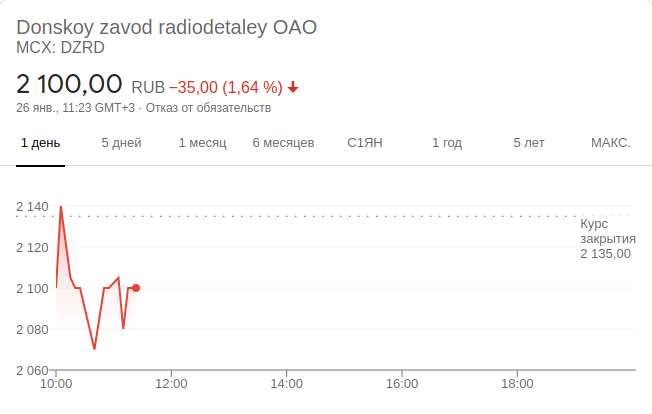 Donskoy zavod radiodetaley OAO
MCX: DZRD
2 100,00 RUB −35,00 (1,64 %)
26 янв., 11:23 GMT+3 · Отказ от обязательств
1 день 5 дней 1 месяц 6 месяцев С1ЯН 1 год 5 лет МАКС.
2 140
2 120
2 100
2 080
2 060
Курс
закрытия
2 135,00
10:00 12:00 14:00 16:00 18:00